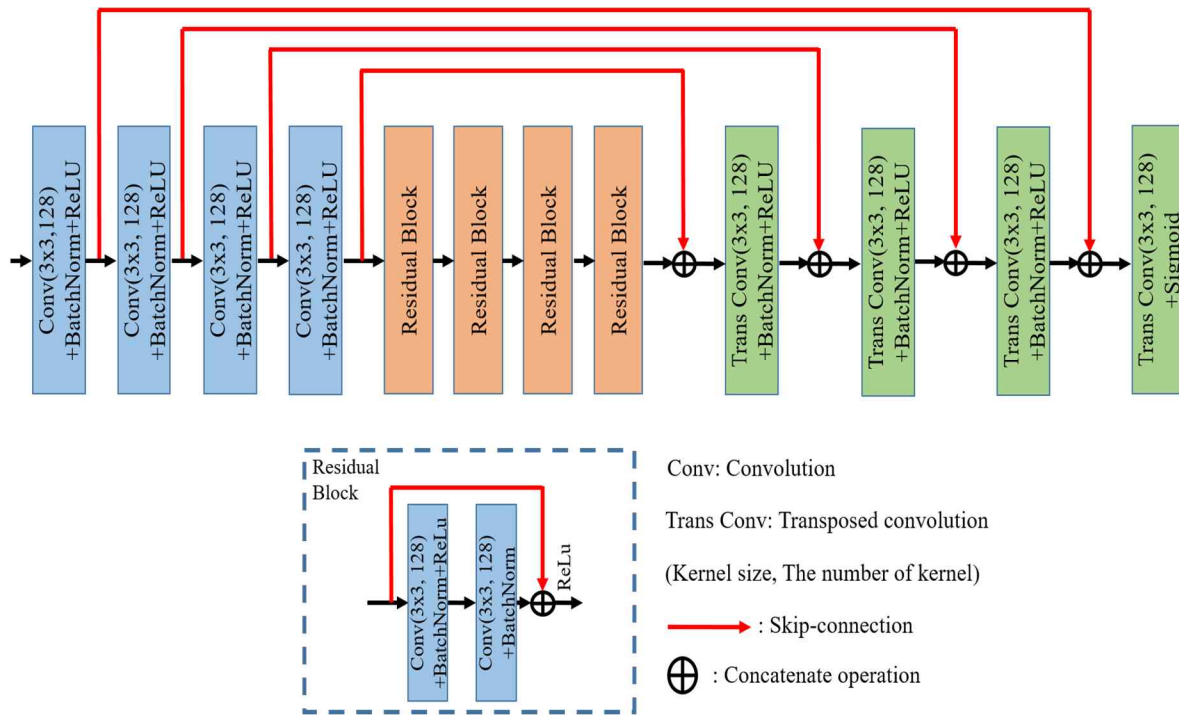 Conv(3x3,128)
+BatchNorm+ReLU
Conv(3x3, 128)
+BatchNorm+ReLU
Conv(3x3, 128)
+BatchNorm+ReLU
Conv(3x3, 128)
+BatchNorm+ReLU
Residual Block
Residual Block
Residual Block
Residual Block
Trans Conv(3x3, 128)
+BatchNorm+ReLU
Trans Conv(3x3, 128)
+BatchNorm+ReLU
Trans Conv(3x3, 128)
+BatchNorm+ReLU
Trans Conv(3x3, 128)
+Sigmoid
Residual
Block
Conv(3x3, 128)
+BatchNorm+ReLu
Conv(3x3, 128)
+BatchNorm
ReLu
Conv: Convolution
Trans Conv: Transposed convolution
(Kernel size, The number of kernel)
: Skip-connection
: Concatenate operation